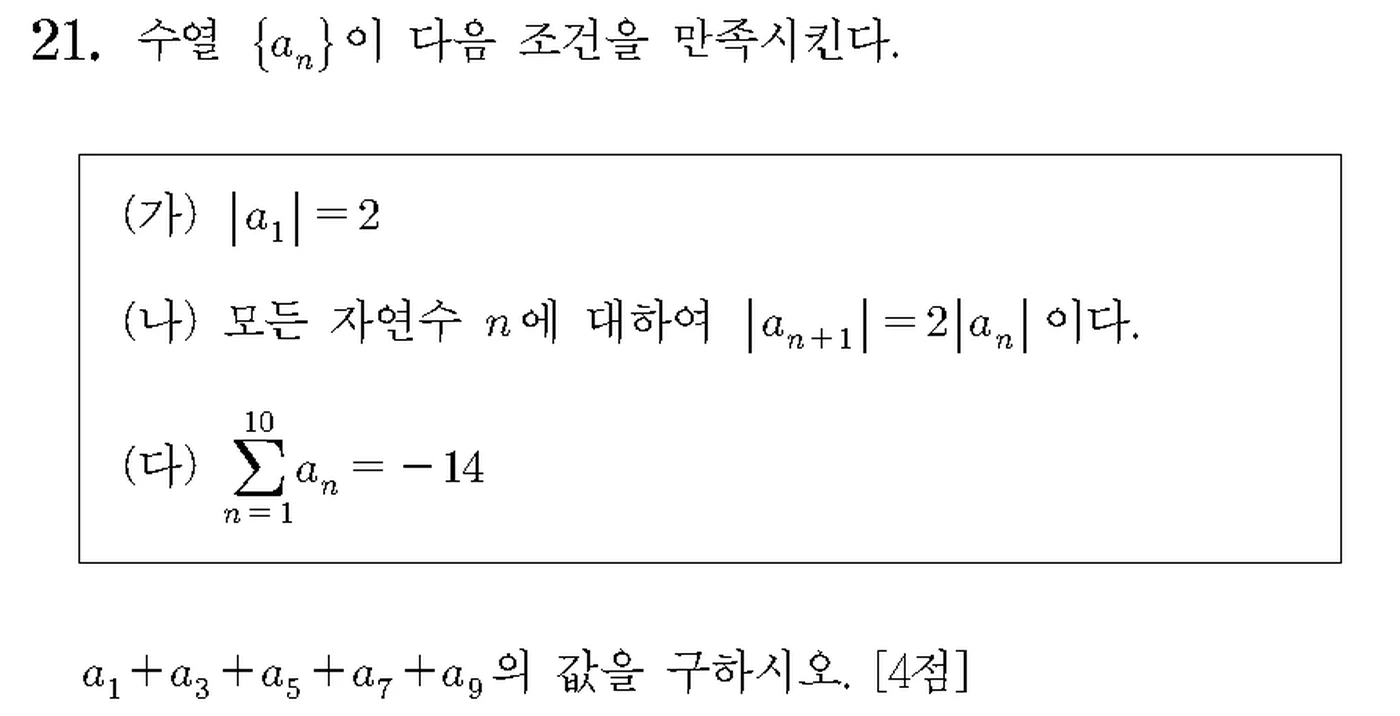 21. 수열 {aₙ}이 다음 조건을 만족시킨다.
(가) |a₁| = 2
(나) 모든 자연수 n에 대하여 |aₙ₊₁| = 2|aₙ| 이다.
(다) ∑_{n=1}^{10} aₙ = −14
a₁+a₃+a₅+a₇+a₉의 값을 구하시오. [4점]